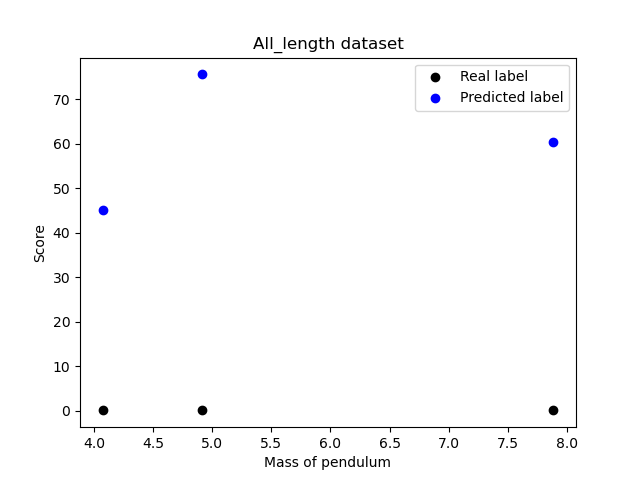 All_length dataset
Real label
Predicted label
Score
70
60
50
40
30
20
10
0
4.0 4.5 5.0 5.5 6.0 6.5 7.0 7.5 8.0
Mass of pendulum